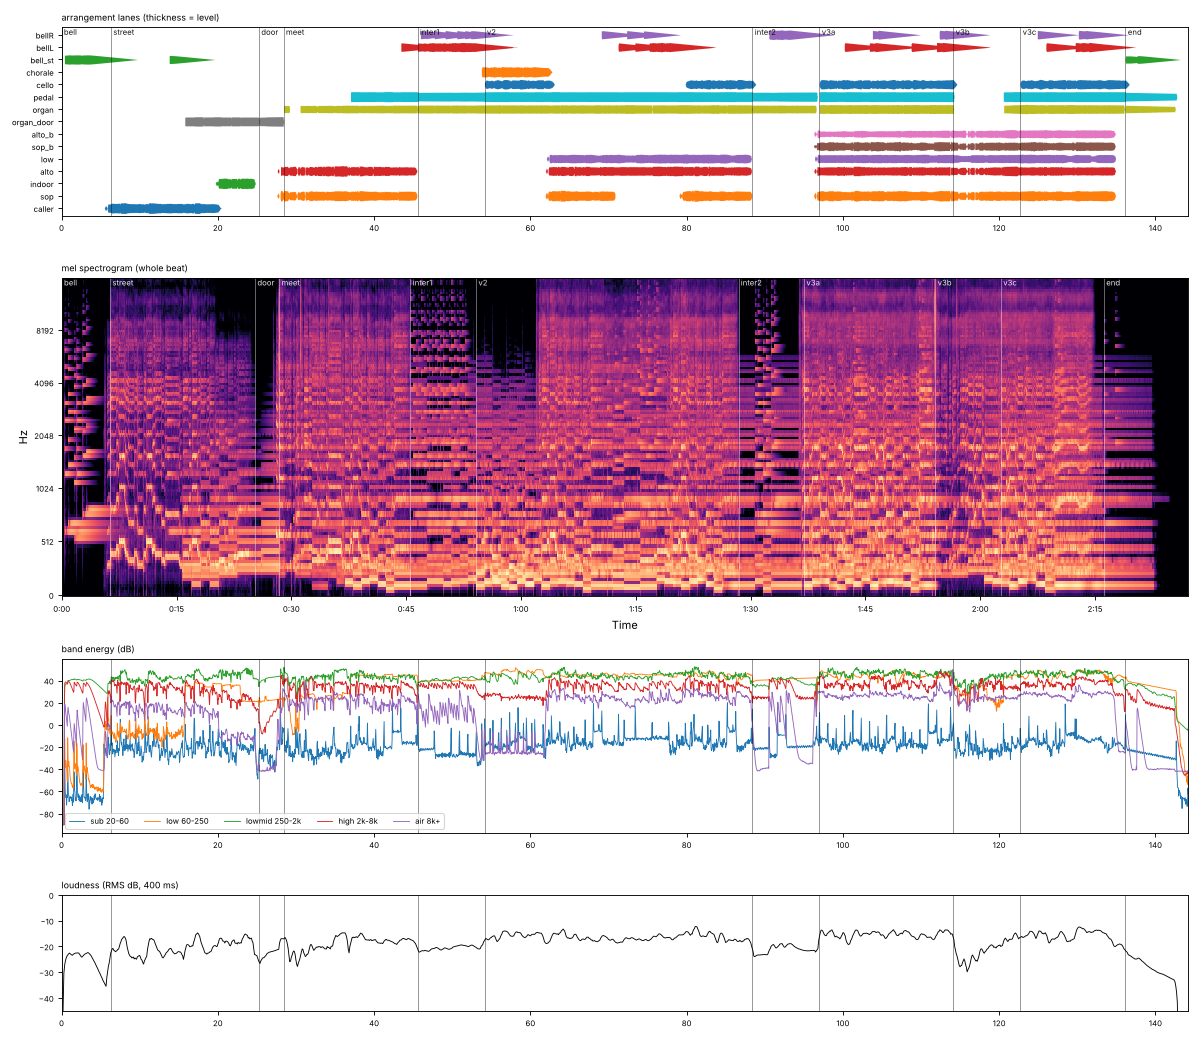 arrangement lanes (thickness = level)
bell street door meet inter1 v2 inter2 v3a v3b v3c end
bellR
bellL
bell_st
chorale
cello
pedal
organ
organ_door
alto_b
sop_b
low
alto
indoor
sop
caller
0 20 40 60 80 100 120 140
mel spectrogram (whole beat)
bell street door meet inter1 v2 inter2 v3a v3b v3c end
8192
4096
2048
1024
512
0
Hz
0:00 0:15 0:30 0:45 1:00 1:15 1:30 1:45 2:00 2:15
Time
band energy (dB)
40
20
0
−20
−40
−60
−80
sub 20-60 low 60-250 lowmid 250-2k high 2k-8k air 8k+
0 20 40 60 80 100 120 140
loudness (RMS dB, 400 ms)
0
−10
−20
−30
−40
0 20 40 60 80 100 120 140